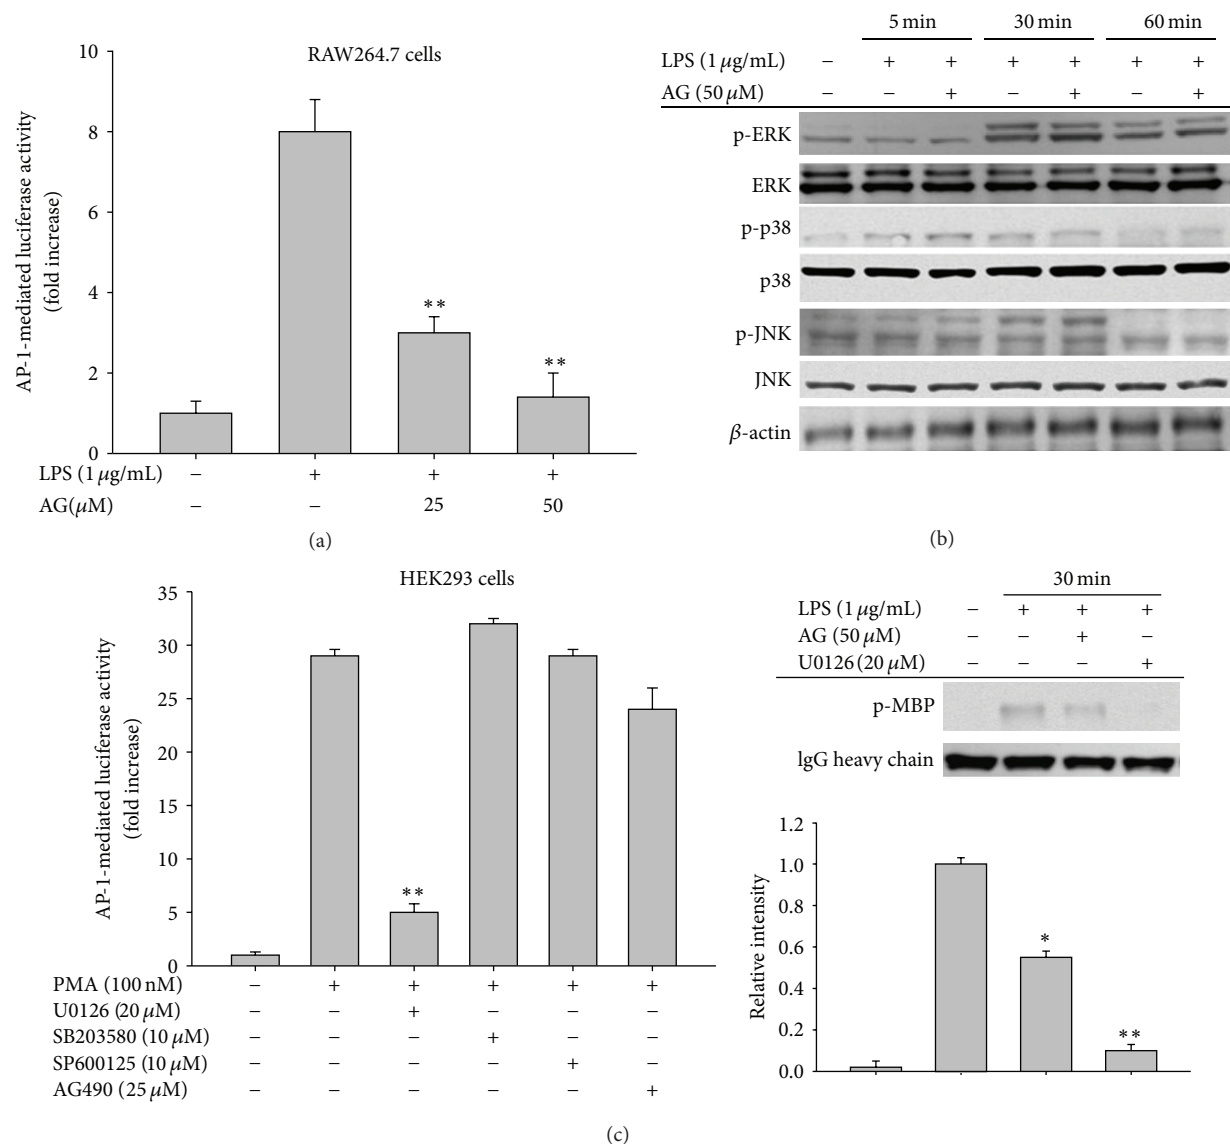 RAW264.7 cells
AP-1-mediated luciferase activity
(fold increase)
10
8
6
4
2
0
LPS (1 μg/mL) − + + +
AG(μM) − − 25 50
** **
(a)
5 min 30 min 60 min
LPS (1 μg/mL) − + + + + + +
AG (50 μM) − − + − + − +
p-ERK
ERK
p-p38
p38
p-JNK
JNK
β-actin
(b)
HEK293 cells
AP-1-mediated luciferase activity
(fold increase)
35
30
25
20
15
10
5
0
**
PMA (100 nM) − + + + + +
U0126 (20 μM) − − + − − −
SB203580 (10 μM) − − − + − −
SP600125 (10 μM) − − − − + −
AG490 (25 μM) − − − − − +
30 min
LPS (1 μg/mL) − + + +
AG (50 μM) − − + −
U0126 (20 μM) − − − +
p-MBP
IgG heavy chain
Relative intensity
1.2
1.0
0.8
0.6
0.4
0.2
0.0
* **
(c)